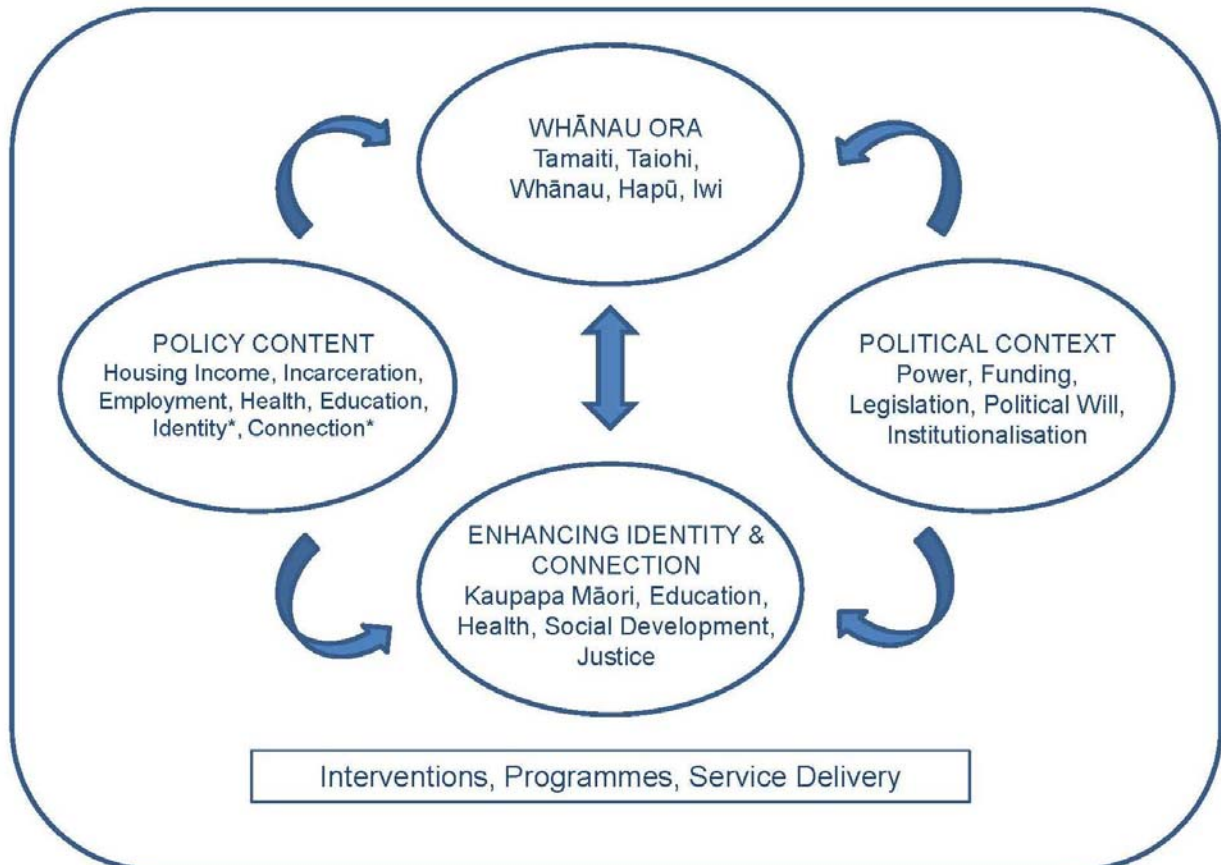 WHĀNAU ORA
Tamaiti, Taiohi,
Whānau, Hapū, Iwi
POLICY CONTENT
Housing Income, Incarceration,
Employment, Health, Education,
Identity*, Connection*
POLITICAL CONTEXT
Power, Funding,
Legislation, Political Will,
Institutionalisation
ENHANCING IDENTITY &
CONNECTION
Kaupapa Māori, Education,
Health, Social Development,
Justice
Interventions, Programmes, Service Delivery